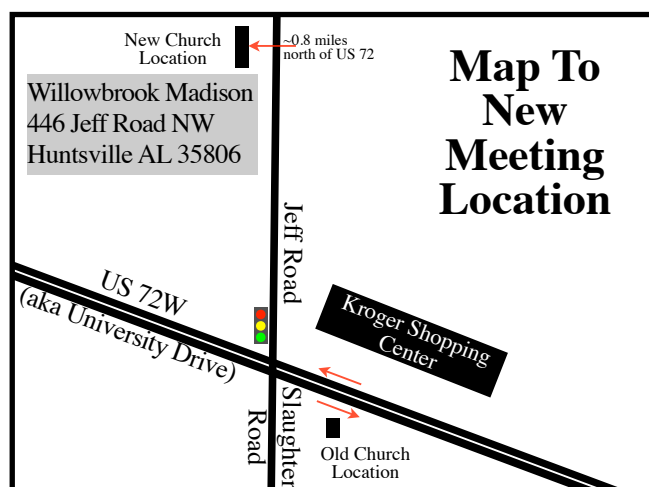 New Church
Location
~0.8 miles
north of US 72
Map To
New
Meeting
Location
Willowbrook Madison
446 Jeff Road NW
Huntsville AL 35806
Jeff Road
US 72W
(aka University Drive)
Kroger Shopping
Center
Slaughter
Road
Old Church
Location